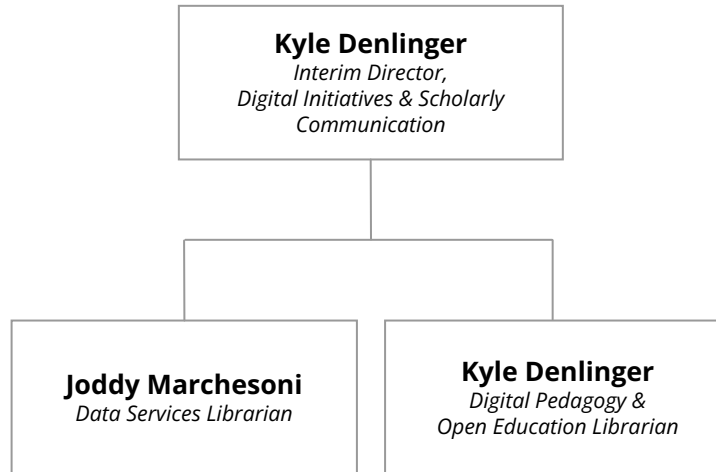 Kyle Denlinger
Interim Director,
Digital Initiatives & Scholarly
Communication
Joddy Marchesoni
Data Services Librarian
Kyle Denlinger
Digital Pedagogy &
Open Education Librarian